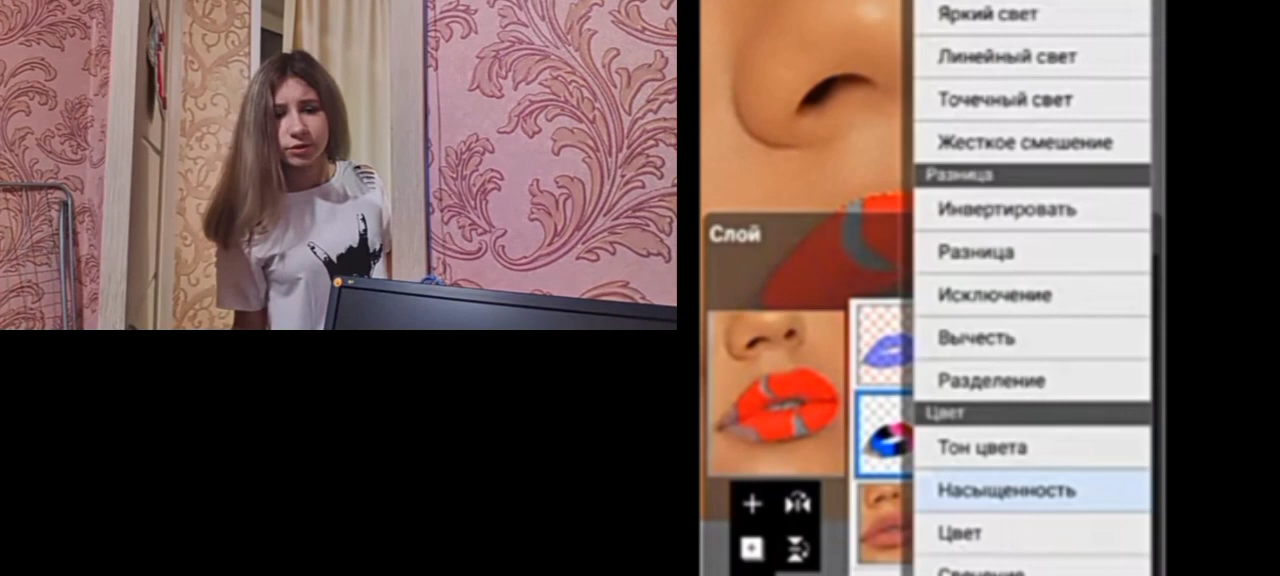 Яркий свет
Линейный свет
Точечный свет
Жесткое смешение
Разница
Инвертировать
Разница
Исключение
Вычесть
Разделение
Цвет
Тон цвета
Насыщенность
Цвет
Свечение
Слой